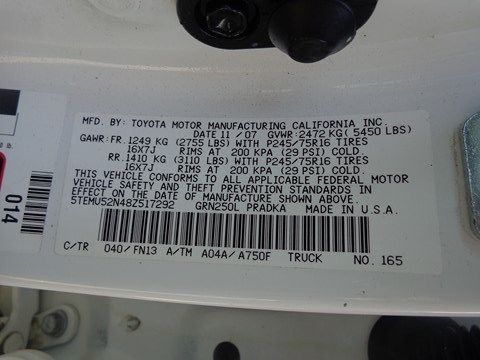 MFD. BY: TOYOTA MOTOR MANUFACTURING CALIFORNIA INC.
DATE 11 / 07 GVWR: 2472 KG ( 5450 LBS)
GAWR: FR. 1249 KG (2755 LBS) WITH P245/75R16 TIRES
16X7J RIMS AT 200 KPA (29 PSI) COLD.
RR. 1410 KG (3110 LBS) WITH P245/75R16 TIRES
16X7J RIMS AT 200 KPA (29 PSI) COLD.
THIS VEHICLE CONFORMS TO ALL APPLICABLE FEDERAL MOTOR
VEHICLE SAFETY AND THEFT PREVENTION STANDARDS IN
EFFECT ON THE DATE OF MANUFACTURE SHOWN ABOVE.
5TEMU52N48Z517292 GRN250L PRADKA MADE IN U.S.A.
C/TR 040/FN13 A/TM A04A/A750F TRUCK NO. 165
014